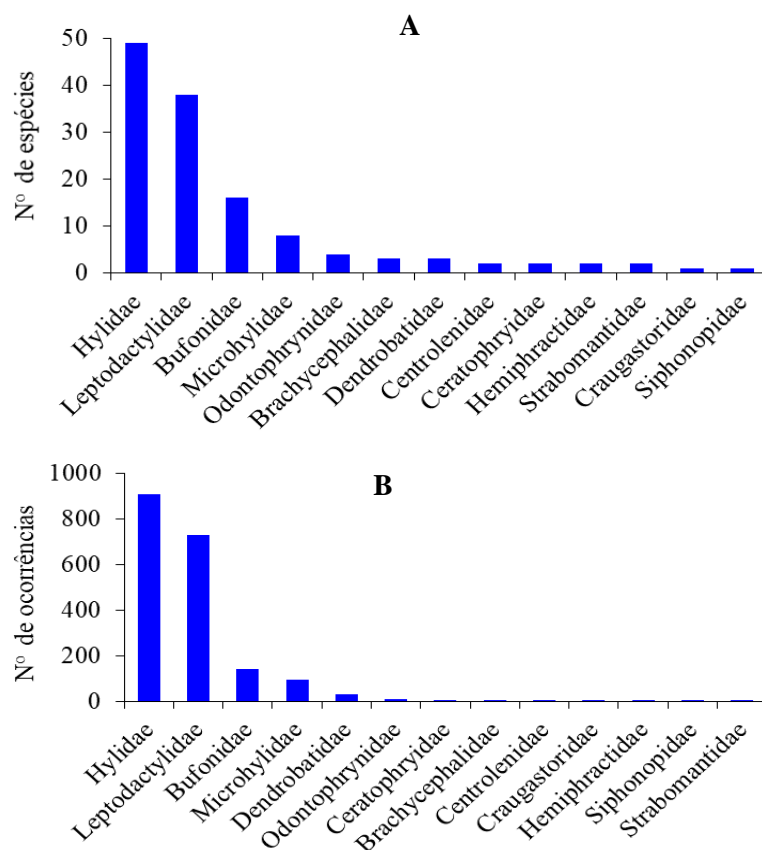 A
Nº de espécies
50
40
30
20
10
0
Hylidae
Leptodactylidae
Bufonidae
Microhylidae
Odontophrynidae
Brachycephalidae
Dendrobatidae
Centrolenidae
Ceratophryidae
Hemiphractidae
Strabomantidae
Craugastoridae
Siphonopidae
B
Nº de ocorrências
1000
800
600
400
200
0
Hylidae
Leptodactylidae
Bufonidae
Microhylidae
Dendrobatidae
Odontophrynidae
Ceratophryidae
Brachycephalidae
Centrolenidae
Craugastoridae
Hemiphractidae
Siphonopidae
Strabomantidae